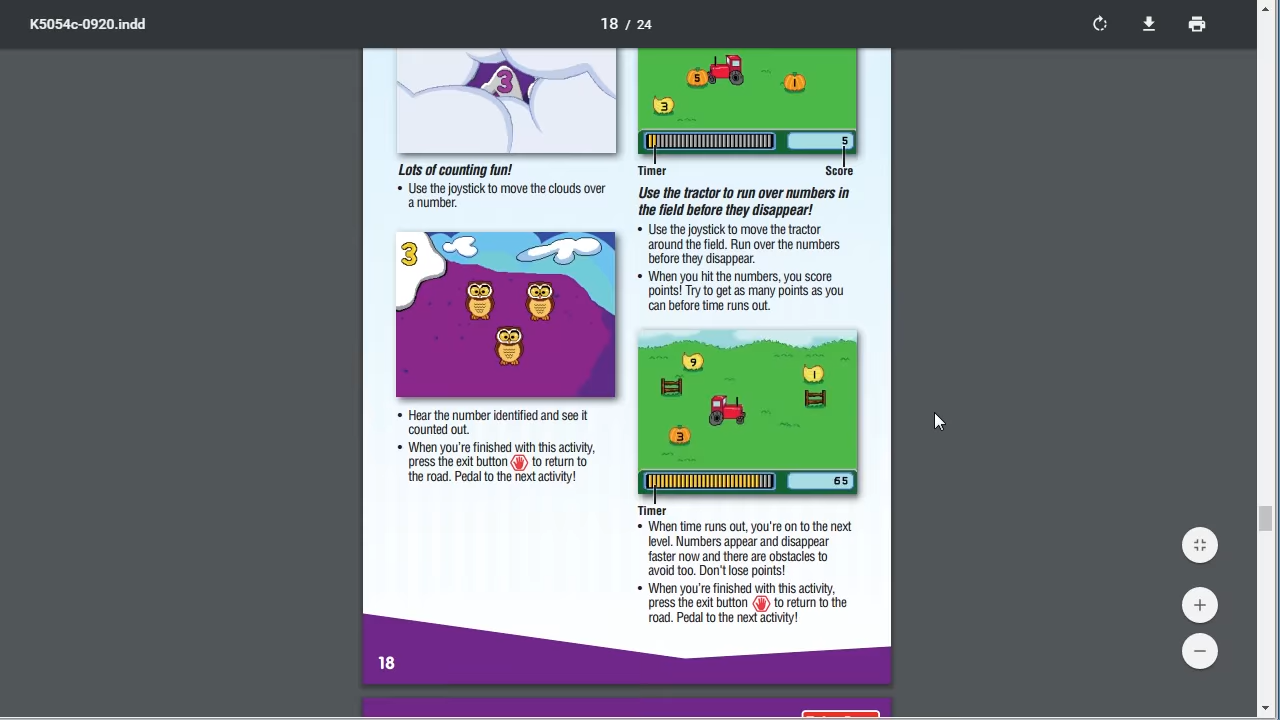 K5054c-0920.indd
18 / 24
3
Lots of counting fun!
• Use the joystick to move the clouds over
a number.
3
• Hear the number identified and see it
counted out.
• When you're finished with this activity,
press the exit button to return to
the road. Pedal to the next activity!
5
1
3
5
Timer
Score
Use the tractor to run over numbers in
the field before they disappear!
• Use the joystick to move the tractor
around the field. Run over the numbers
before they disappear.
• When you hit the numbers, you score
points! Try to get as many points as you
can before time runs out.
9
1
3
65
Timer
• When time runs out, you're on to the next
level. Numbers appear and disappear
faster now and there are obstacles to
avoid too. Don't lose points!
• When you're finished with this activity,
press the exit button to return to the
road. Pedal to the next activity!
18